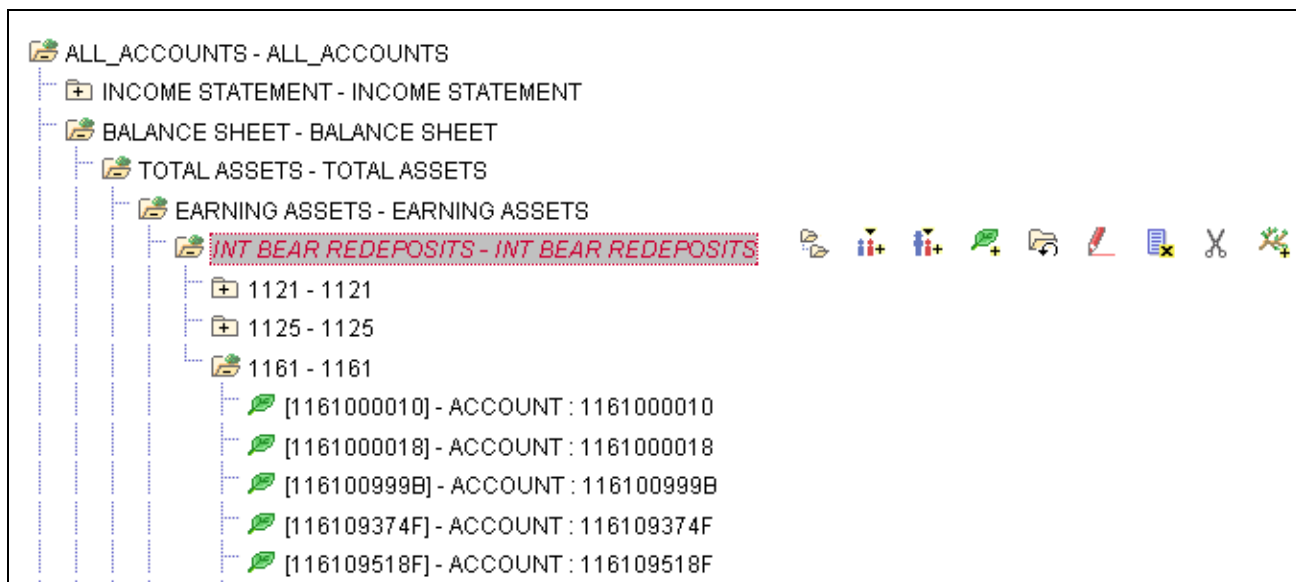 ALL_ACCOUNTS - ALL_ACCOUNTS
INCOME STATEMENT - INCOME STATEMENT
BALANCE SHEET - BALANCE SHEET
TOTAL ASSETS - TOTAL ASSETS
EARNING ASSETS - EARNING ASSETS
INT BEAR REDEPOSITS - INT BEAR REDEPOSITS
1121 - 1121
1125 - 1125
1161 - 1161
[1161000010] - ACCOUNT : 1161000010
[1161000018] - ACCOUNT : 1161000018
[116100999B] - ACCOUNT : 116100999B
[116109374F] - ACCOUNT : 116109374F
[116109518F] - ACCOUNT : 116109518F